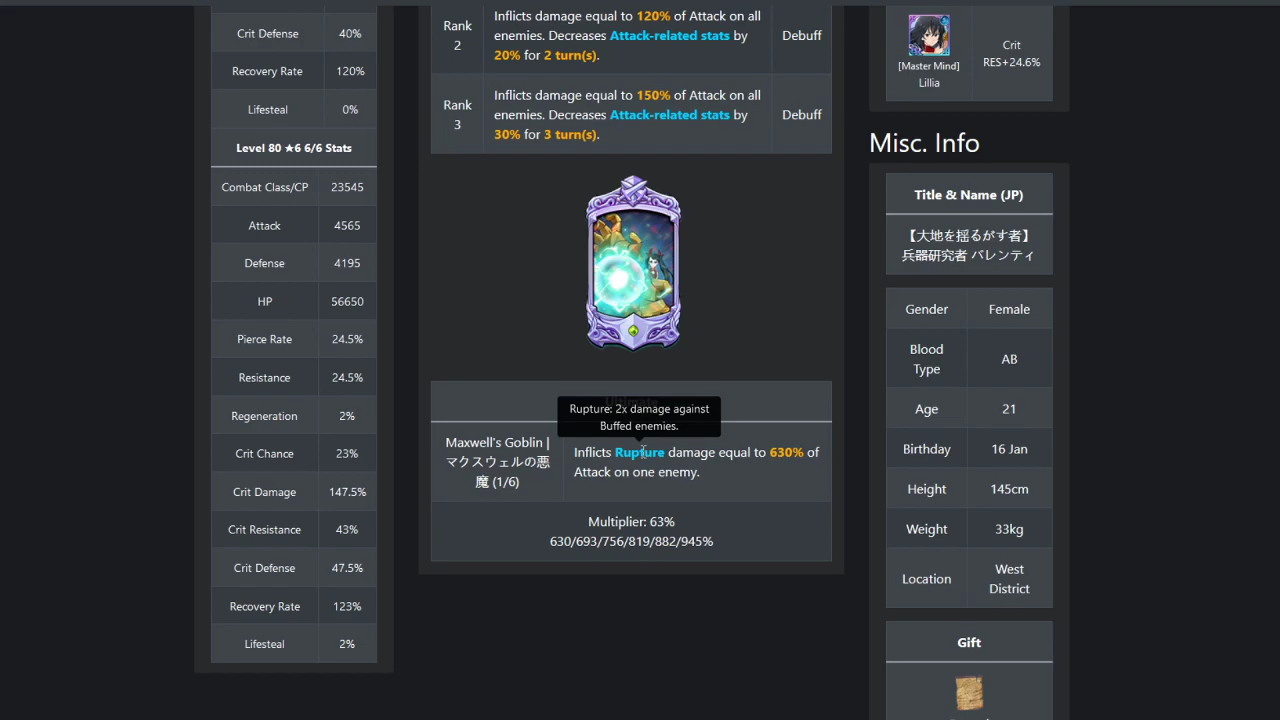 Crit Defense 40%
Recovery Rate 120%
Lifesteal 0%
Level 80 ★6 6/6 Stats
Combat Class/CP 23545
Attack 4565
Defense 4195
HP 56650
Pierce Rate 24.5%
Resistance 24.5%
Regeneration 2%
Crit Chance 23%
Crit Damage 147.5%
Crit Resistance 43%
Crit Defense 47.5%
Recovery Rate 123%
Lifesteal 2%
Rank
2
Inflicts damage equal to 120% of Attack on all
enemies. Decreases Attack-related stats by
20% for 2 turn(s).
Debuff
Rank
3
Inflicts damage equal to 150% of Attack on all
enemies. Decreases Attack-related stats by
30% for 3 turn(s).
Debuff
Ultimate
Rupture: 2x damage against
Buffed enemies.
Maxwell's Goblin |
マクスウェルの悪
魔 (1/6)
Inflicts Rupture damage equal to 630% of
Attack on one enemy.
Multiplier: 63%
630/693/756/819/882/945%
[Master Mind]
Lillia
Crit
RES+24.6%
Misc. Info
Title & Name (JP)
【大地を揺るがす者】
兵器研究者 バレンティ
Gender Female
Blood
Type
AB
Age 21
Birthday 16 Jan
Height 145cm
Weight 33kg
Location
West
District
Gift